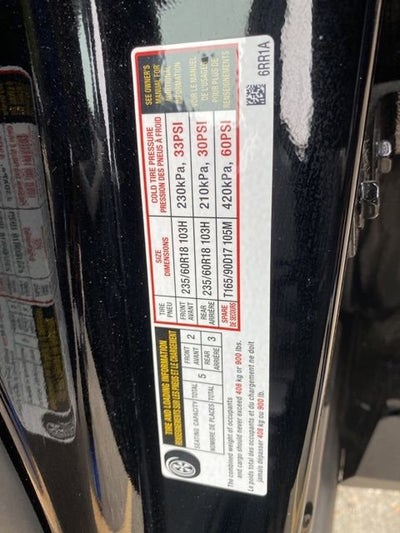 TIRE AND LOADING INFORMATION
RENSEIGNEMENTS SUR LES PNEUS ET LE CHARGEMENT
SEATING CAPACITY TOTAL 5 FRONT 2 REAR 3
NOMBRE DE PLACES TOTAL AVANT ARRIÈRE
The combined weight of occupants
and cargo should never exceed 408 kg or 900 lbs.
Le poids total des occupants et du chargement ne doit
jamais dépasser 408 kg ou 900 lb.
TIRE SIZE COLD TIRE PRESSURE
PNEU DIMENSIONS PRESSION DES PNEUS À FROID
FRONT 235/60R18 103H 230kPa, 33PSI
AVANT
REAR 235/60R18 103H 210kPa, 30PSI
ARRIÈRE
SPARE T165/90D17 105M 420kPa, 60PSI
DE SECOURS
SEE OWNER'S
MANUAL FOR
ADDITIONAL
INFORMATION
VOIR LE MANUEL
DE L'USAGER
POUR PLUS DE
RENSEIGNEMENTS
6RR1A